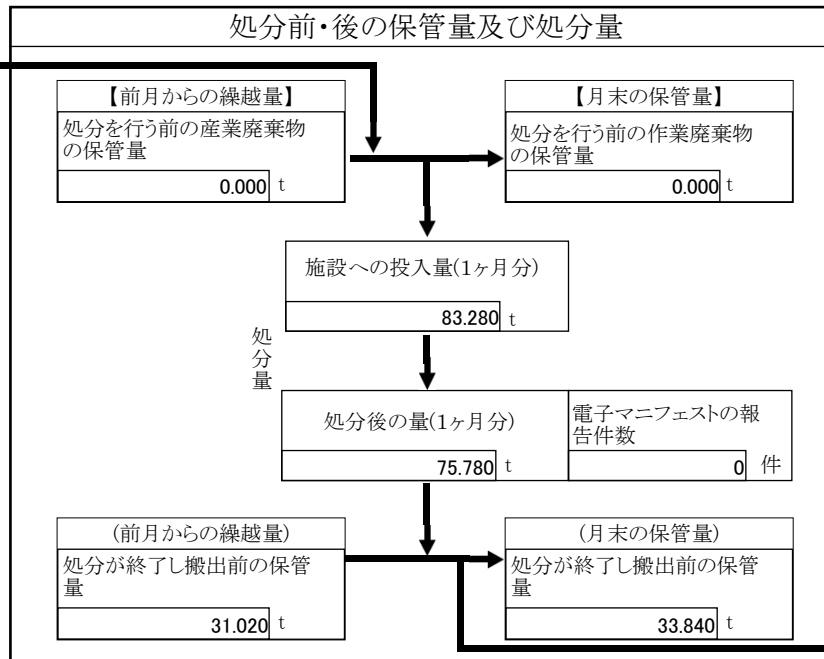 処分前・後の保管量及び処分量
【前月からの繰越量】
処分を行う前の産業廃棄物
の保管量
0.000 t
【月末の保管量】
処分を行う前の作業廃棄物
の保管量
0.000 t
施設への投入量(1ヶ月分)
83.280 t
処分量
処分後の量(1ヶ月分)
75.780 t
電子マニフェストの報
告件数
0 件
(前月からの繰越量)
処分が終了し搬出前の保管
量
31.020 t
(月末の保管量)
処分が終了し搬出前の保管
量
33.840 t